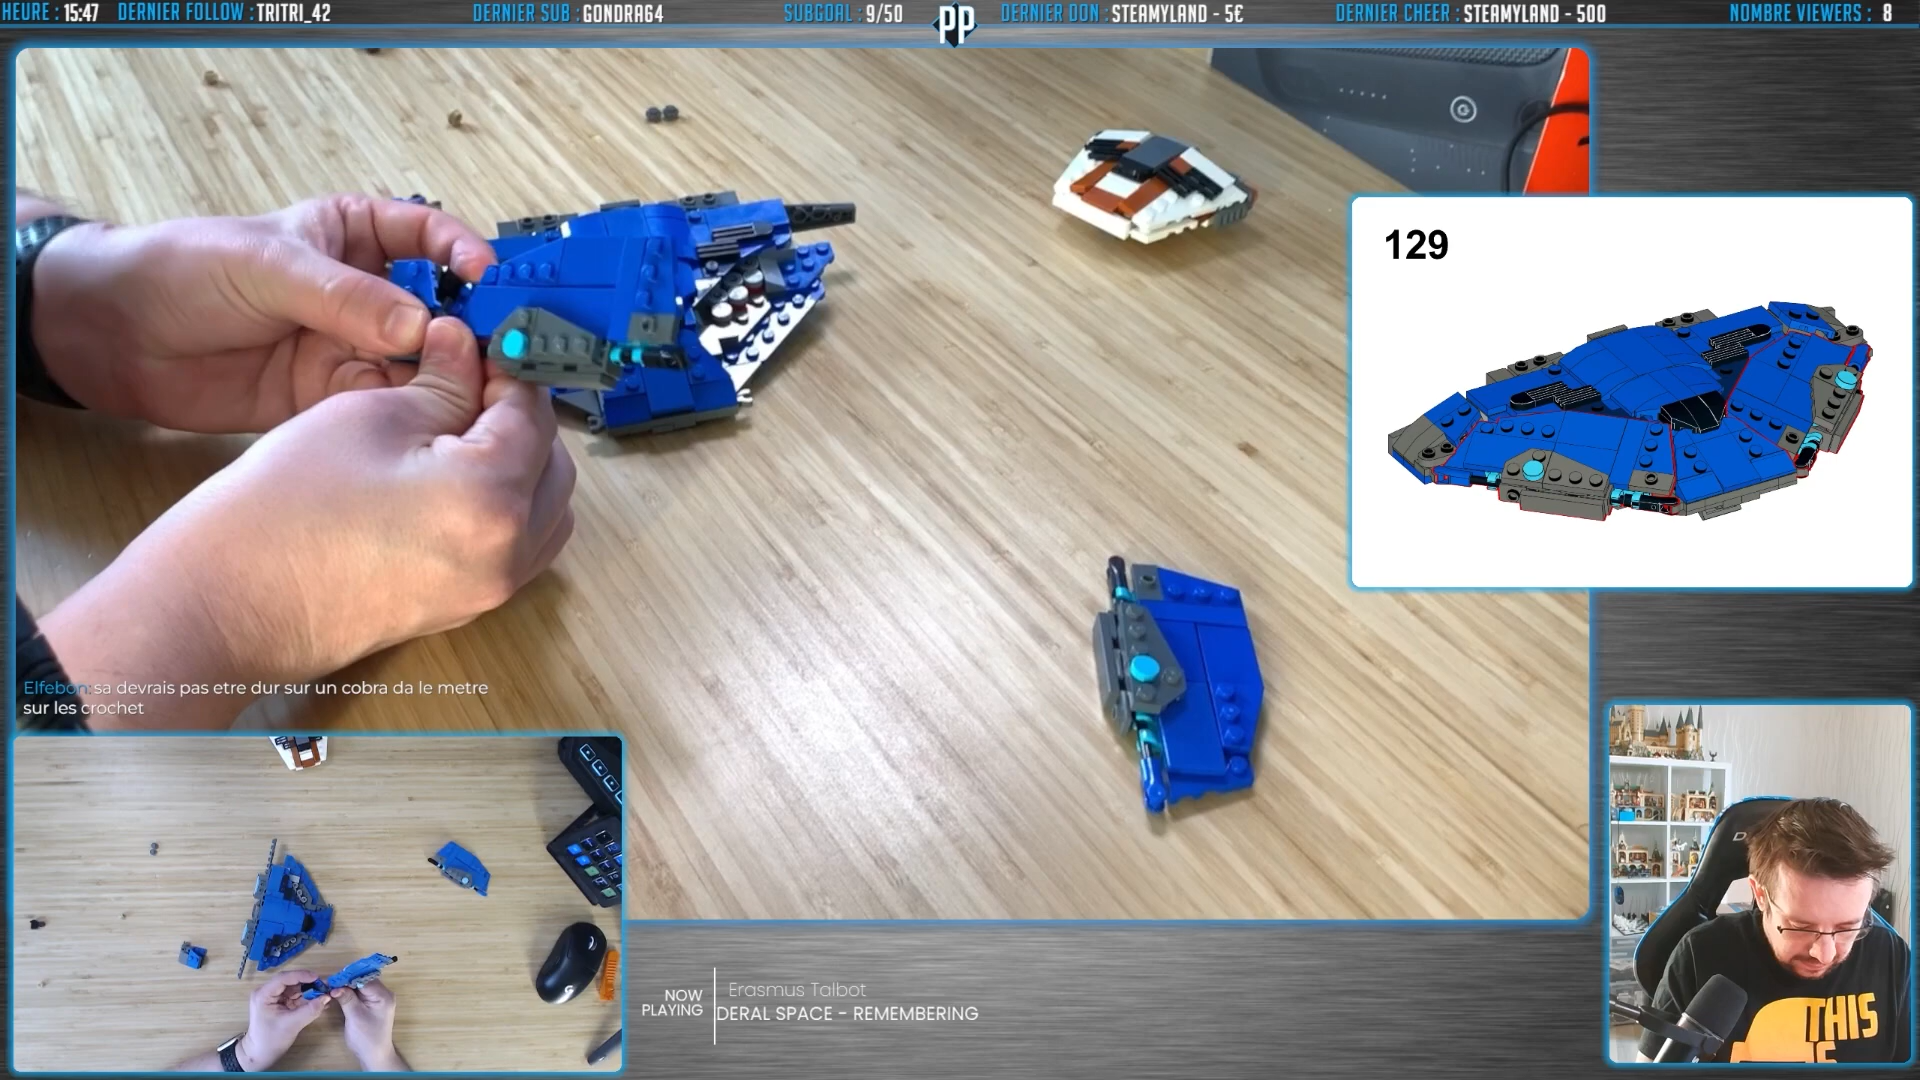 HEURE : 15:47 DERNIER FOLLOW : TRITRI_42 DERNIER SUB : GONDRA64 SUBGOAL : 9/50 PP DERNIER DON : STEAMYLAND - 5€ DERNIER CHEER : STEAMYLAND - 500 NOMBRE VIEWERS : 8
129
Elfebon: sa devrais pas etre dur sur un cobra da le metre
sur les crochet
NOW
PLAYING
Erasmus Talbot
DERAL SPACE - REMEMBERING
THIS
IS